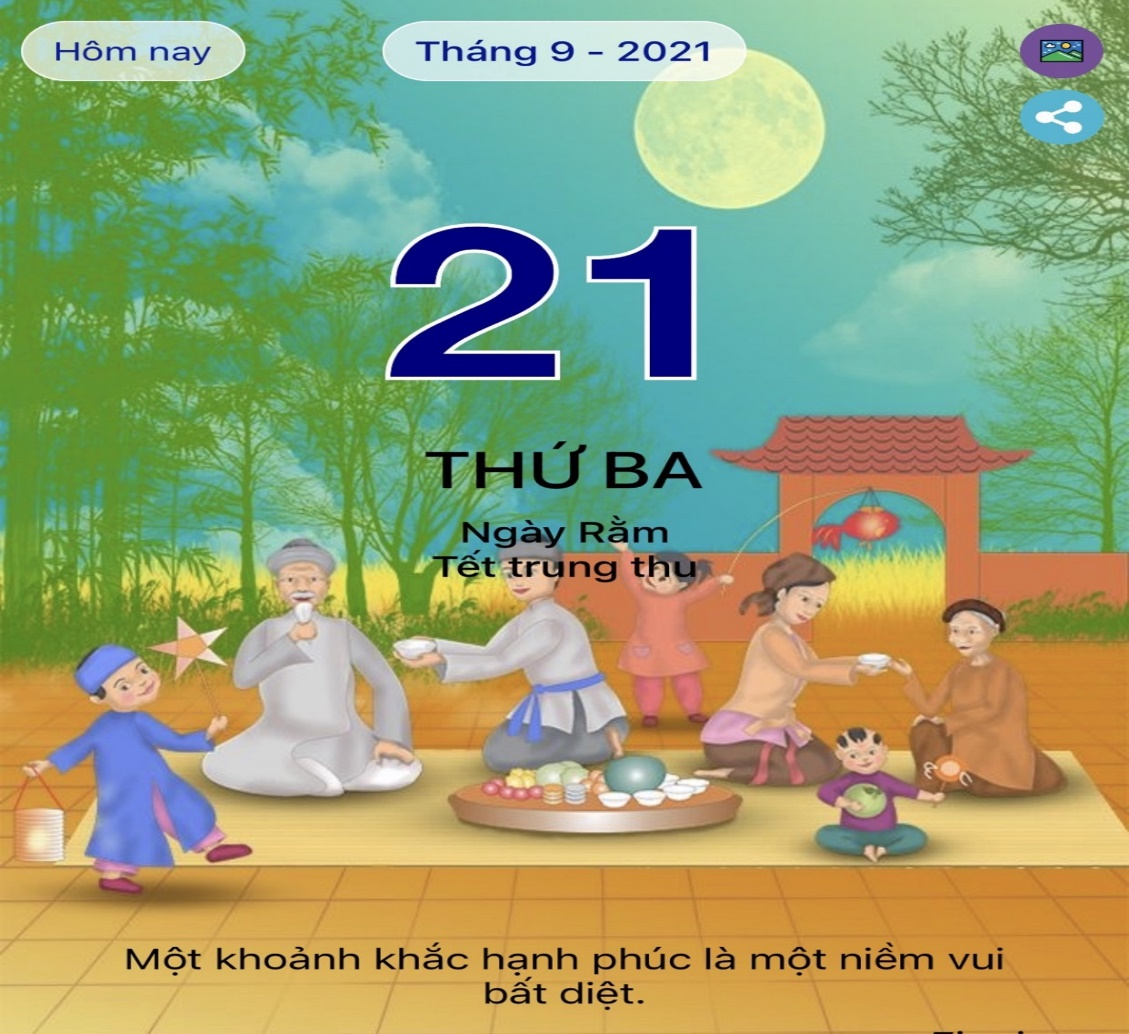 Hôm nay
Tháng 9 - 2021
21
THỨ BA
Ngày Rằm
Tết trung thu
Một khoảnh khắc hạnh phúc là một niềm vui
bất diệt.